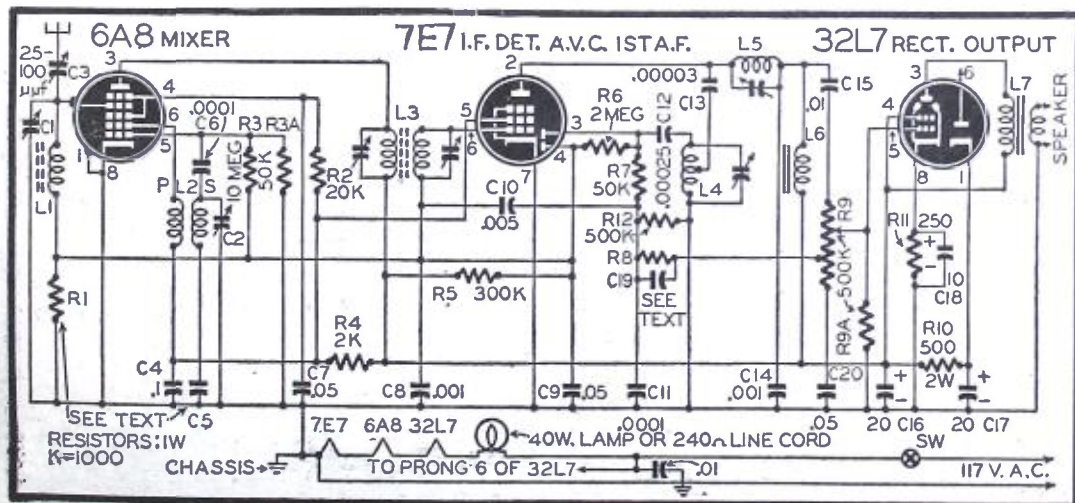 6A8 MIXER
7E7 I.F. DET. A.V.C. 1ST A.F.
32L7 RECT. OUTPUT
25-
100
μμf
C3
C1
L1
3
4
6
5
1
8
.0001
C6
10 MEG
R3
50K
R3A
P L2 S
C2
R2
20K
L3
5
6
2
3
4
7
C10
.005
R6
2MEG
C12
.00025
R7
50K
L4
.00003
C13
L5
L6
C15
.01
R12
500K
R8
C19
SEE
TEXT
R9
500K
R9A
3
6
4
5
8
1
L7
SPEAKER
R11
250
+
-
10
C18
R1
R5
300K
R4
2K
R10
500
2W
C4
.1
C5
C7
.05
C8
.001
C9
.05
C11
.0001
C14
.001
C20
.05
+
-
20 C16
+
-
20 C17
SEE TEXT
RESISTORS: 1W
K=1000
CHASSIS
7E7
6A8
32L7
40W. LAMP OR 240Ω LINE CORD
TO PRONG 6 OF 32L7
.01
SW
117 V. A.C.